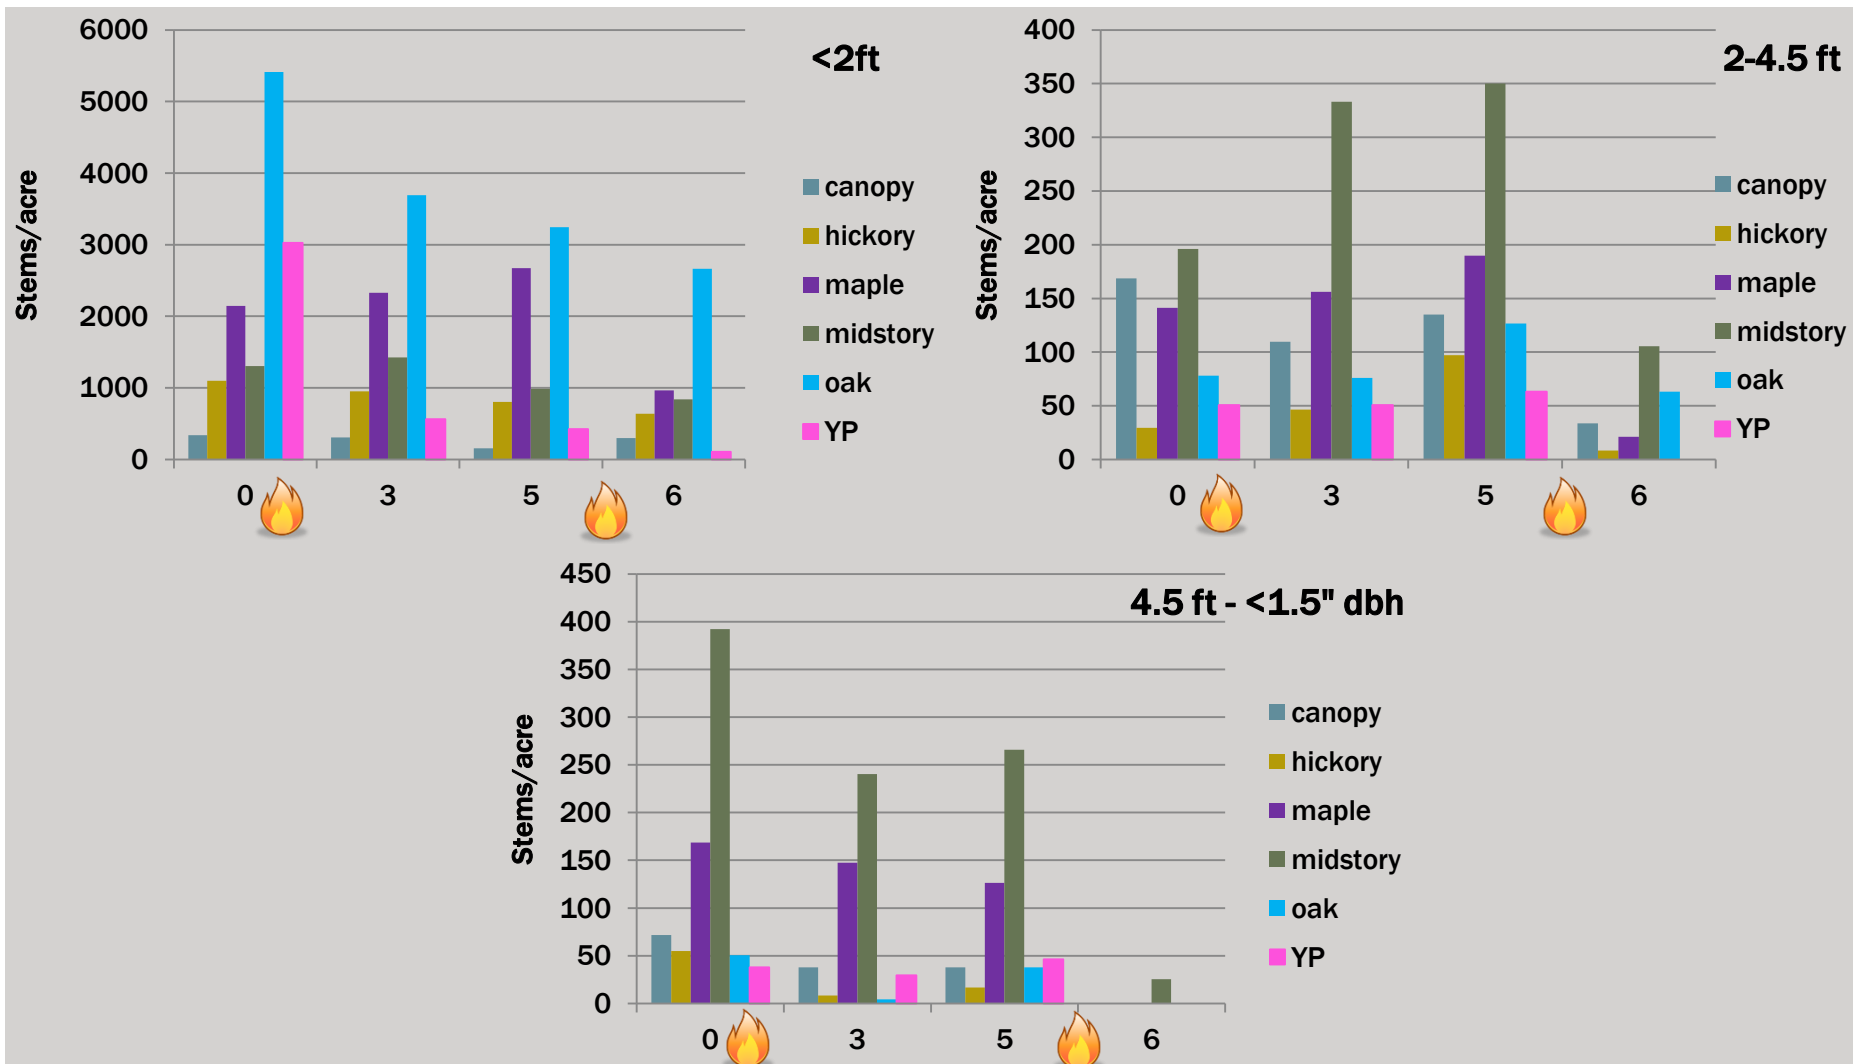 <2ft
6000
5000
4000
3000
2000
1000
0
Stems/acre
0 3 5 6
canopy
hickory
maple
midstory
oak
YP
2-4.5 ft
400
350
300
250
200
150
100
50
0
Stems/acre
0 3 5 6
canopy
hickory
maple
midstory
oak
YP
4.5 ft - <1.5" dbh
450
400
350
300
250
200
150
100
50
0
Stems/acre
0 3 5 6
canopy
hickory
maple
midstory
oak
YP